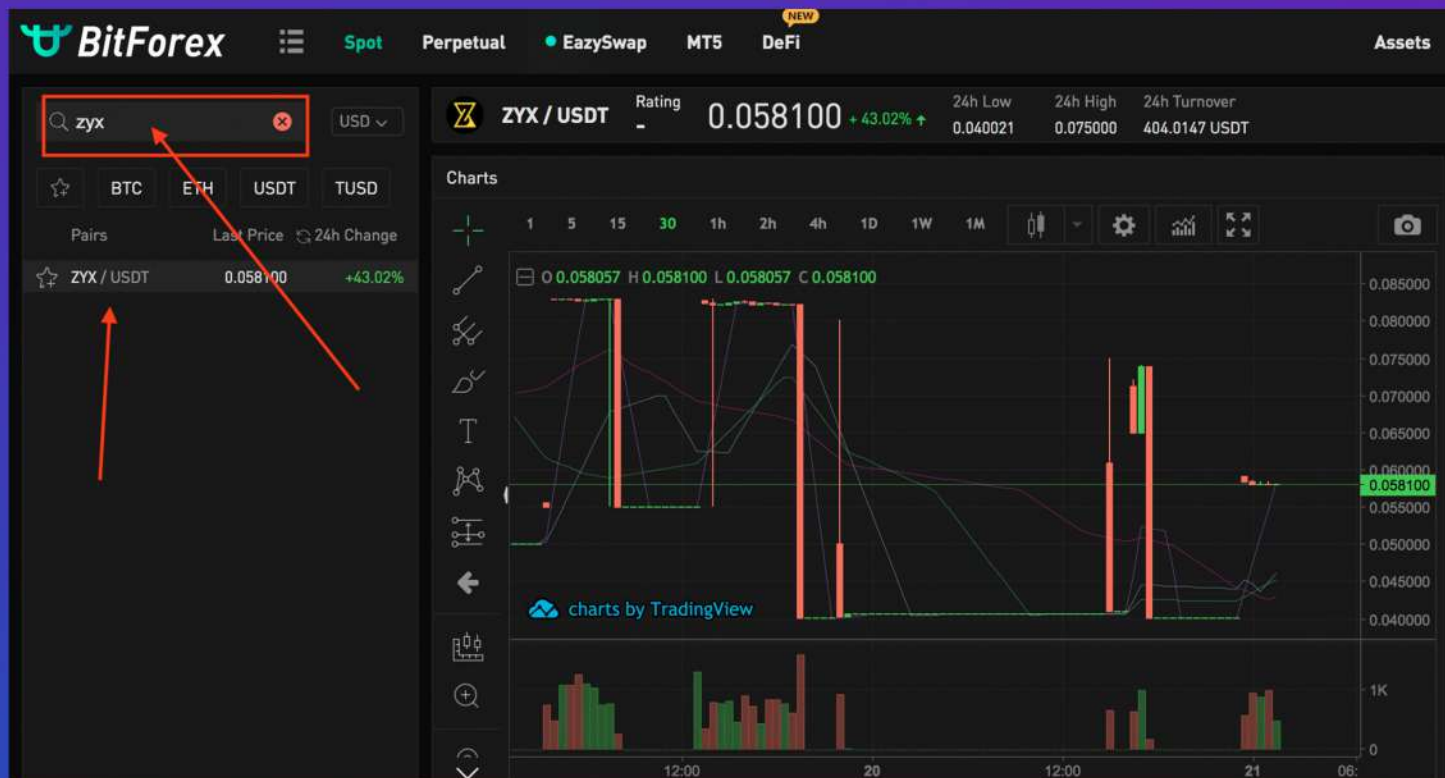 BitForex
Spot
Perpetual
EazySwap
MT5
DeFi
NEW
Assets
zyx
USD
BTC
ETH
USDT
TUSD
Pairs
Last Price
24h Change
ZYX / USDT
0.058100
+43.02%
ZYX / USDT
Rating
-
0.058100
+ 43.02%
24h Low
0.040021
24h High
0.075000
24h Turnover
404.0147 USDT
Charts
1 5 15 30 1h 2h 4h 1D 1W 1M
O 0.058057 H 0.058100 L 0.058057 C 0.058100
T
0.085000
0.080000
0.075000
0.070000
0.065000
0.060000
0.058100
0.055000
0.050000
0.045000
0.040000
charts by TradingView
1K
0
12:00
20
12:00
21
06: